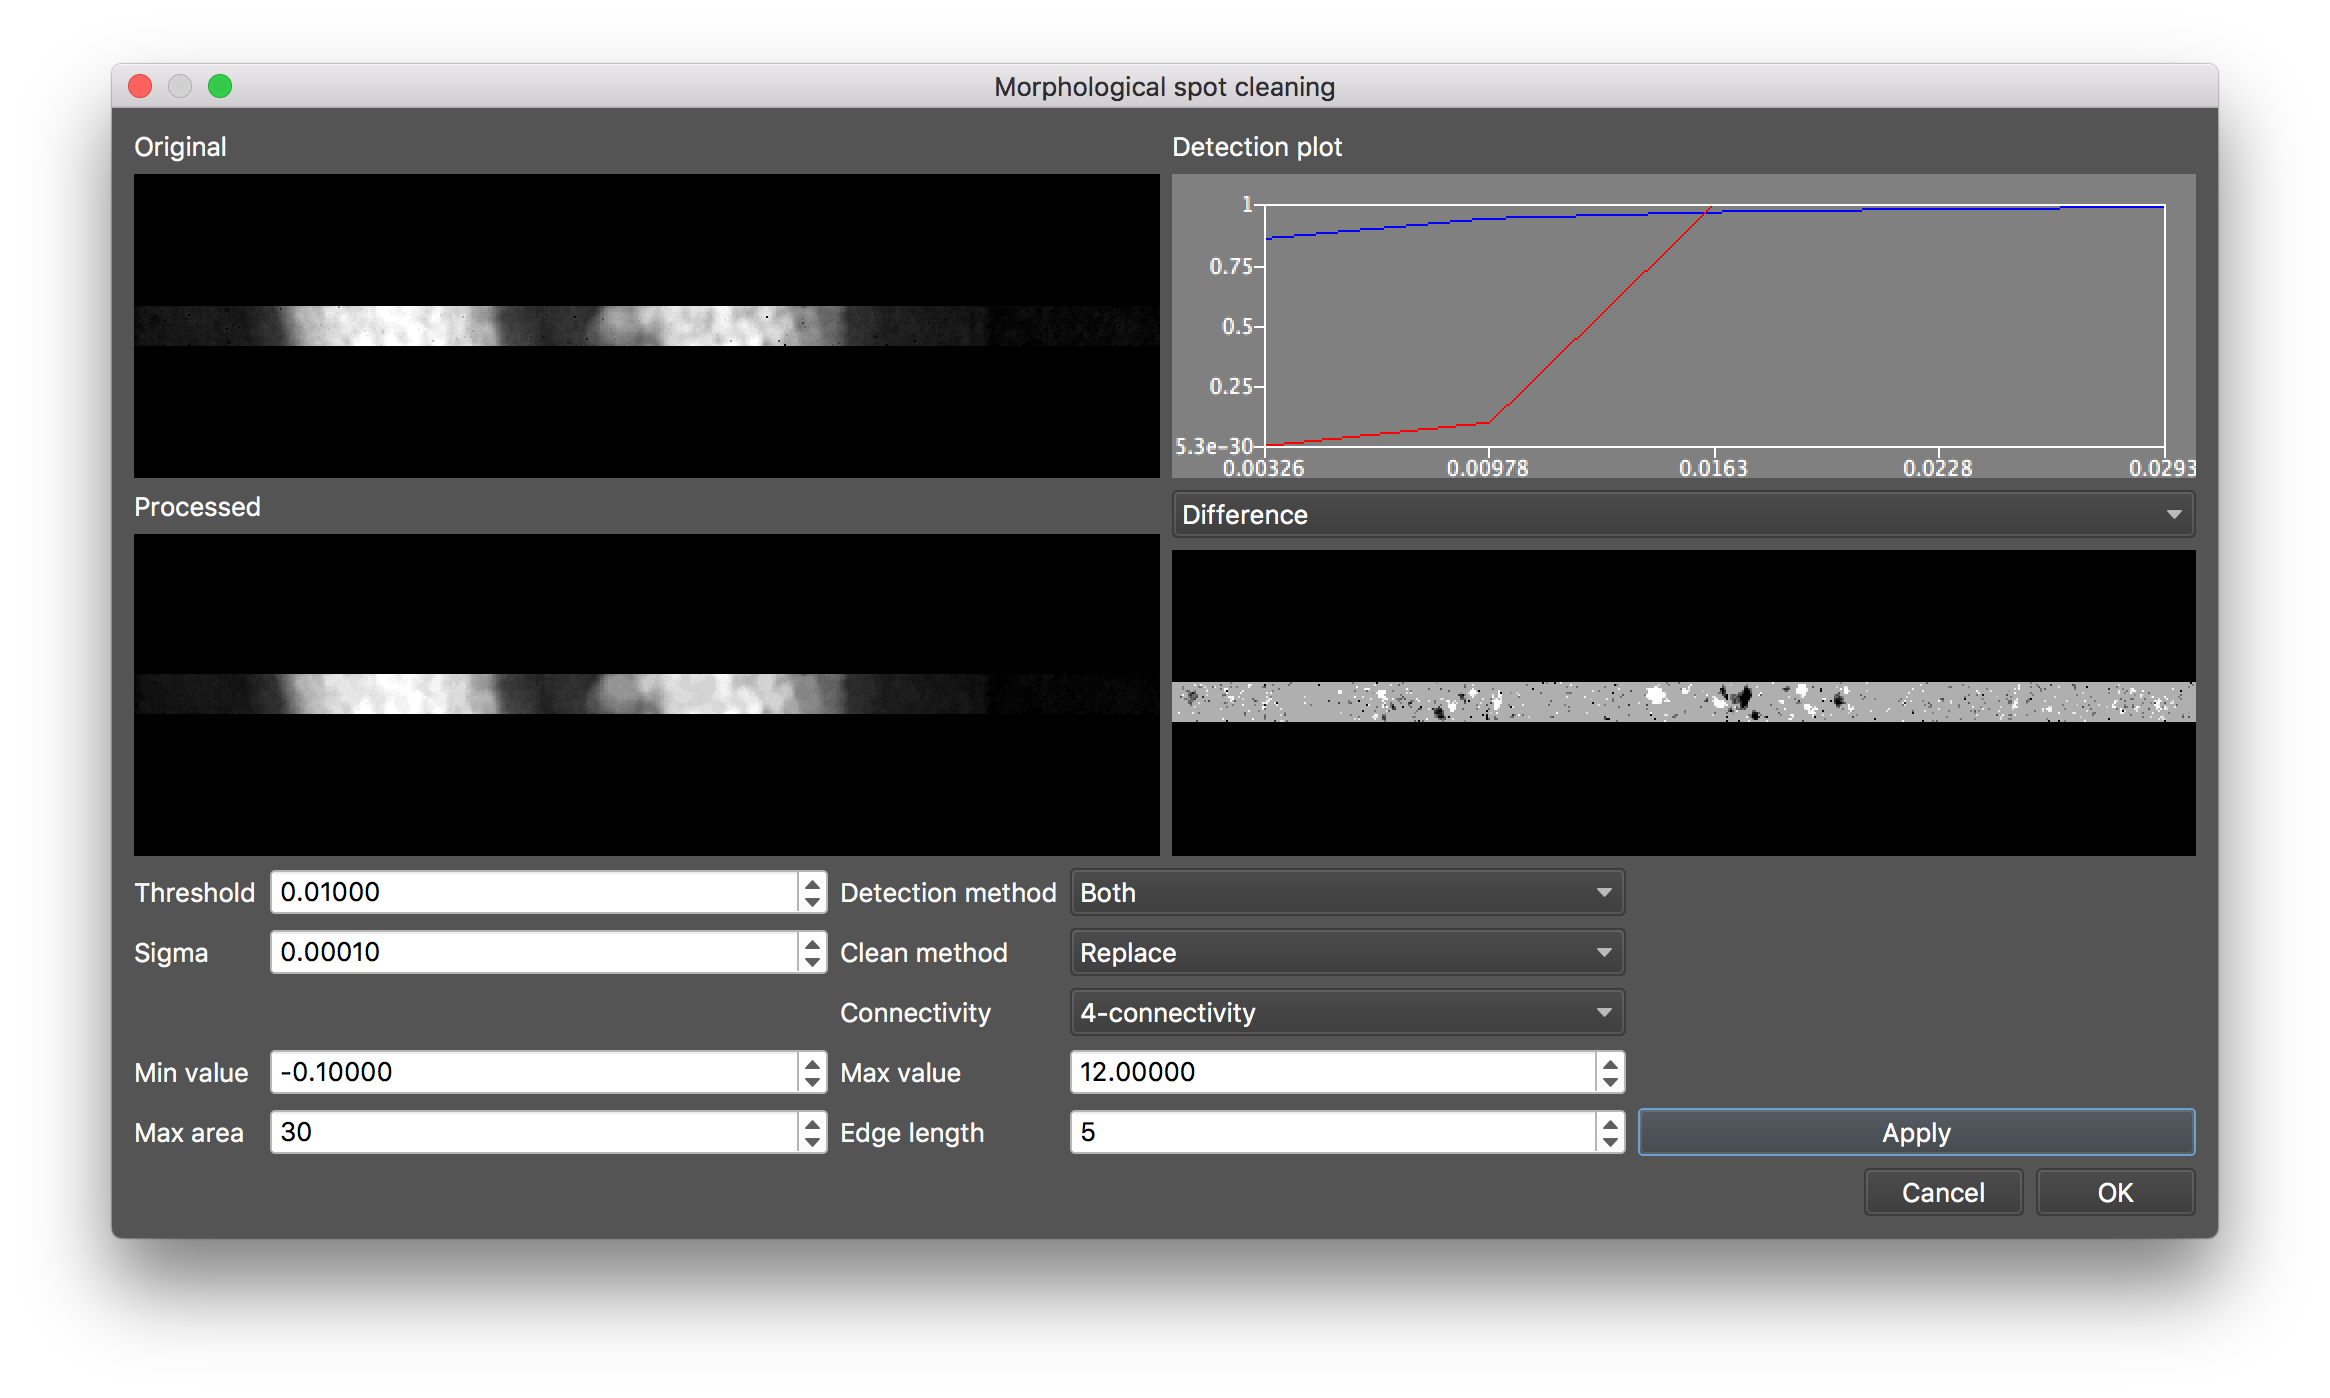 Morphological spot cleaning
Original
Detection plot
1
0.75
0.5
0.25
5.3e-30
0.00326 0.00978 0.0163 0.0228 0.0293
Processed
Difference
Threshold 0.01000 Detection method Both
Sigma 0.00010 Clean method Replace
Connectivity 4-connectivity
Min value -0.10000 Max value 12.00000
Max area 30 Edge length 5 Apply
Cancel OK